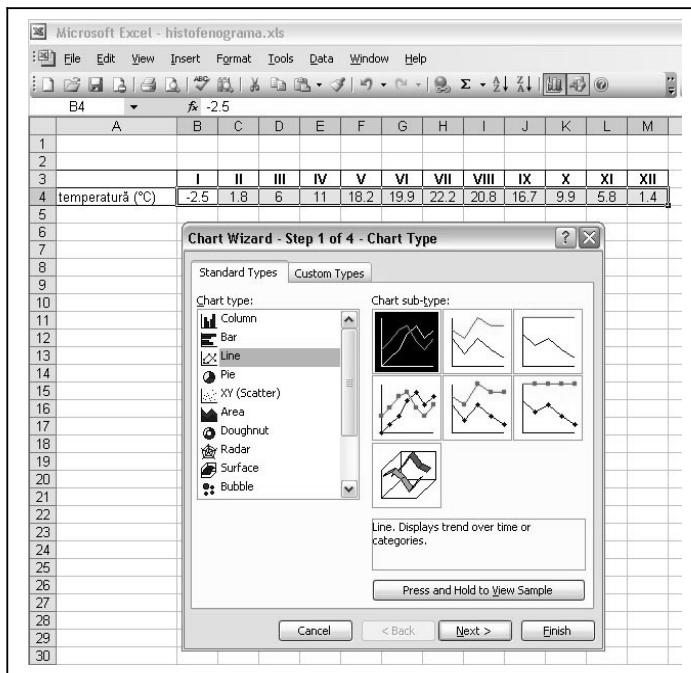 Microsoft Excel - histofenograma.xls
File Edit View Insert Format Tools Data Window Help
B4 fx -2.5
A B C D E F G H I J K L M
1
2
3 I II III IV V VI VII VIII IX X XI XII
4 temperatură (°C) -2.5 1.8 6 11 18.2 19.9 22.2 20.8 16.7 9.9 5.8 1.4
5
6
7
8
9
10
11
12
13
14
15
16
17
18
19
20
21
22
23
24
25
26
27
28
29
30
Chart Wizard - Step 1 of 4 - Chart Type
Standard Types Custom Types
Chart type: Chart sub-type:
Column
Bar
Line
Pie
XY (Scatter)
Area
Doughnut
Radar
Surface
Bubble
Line. Displays trend over time or
categories.
Press and Hold to View Sample
Cancel < Back Next > Finish